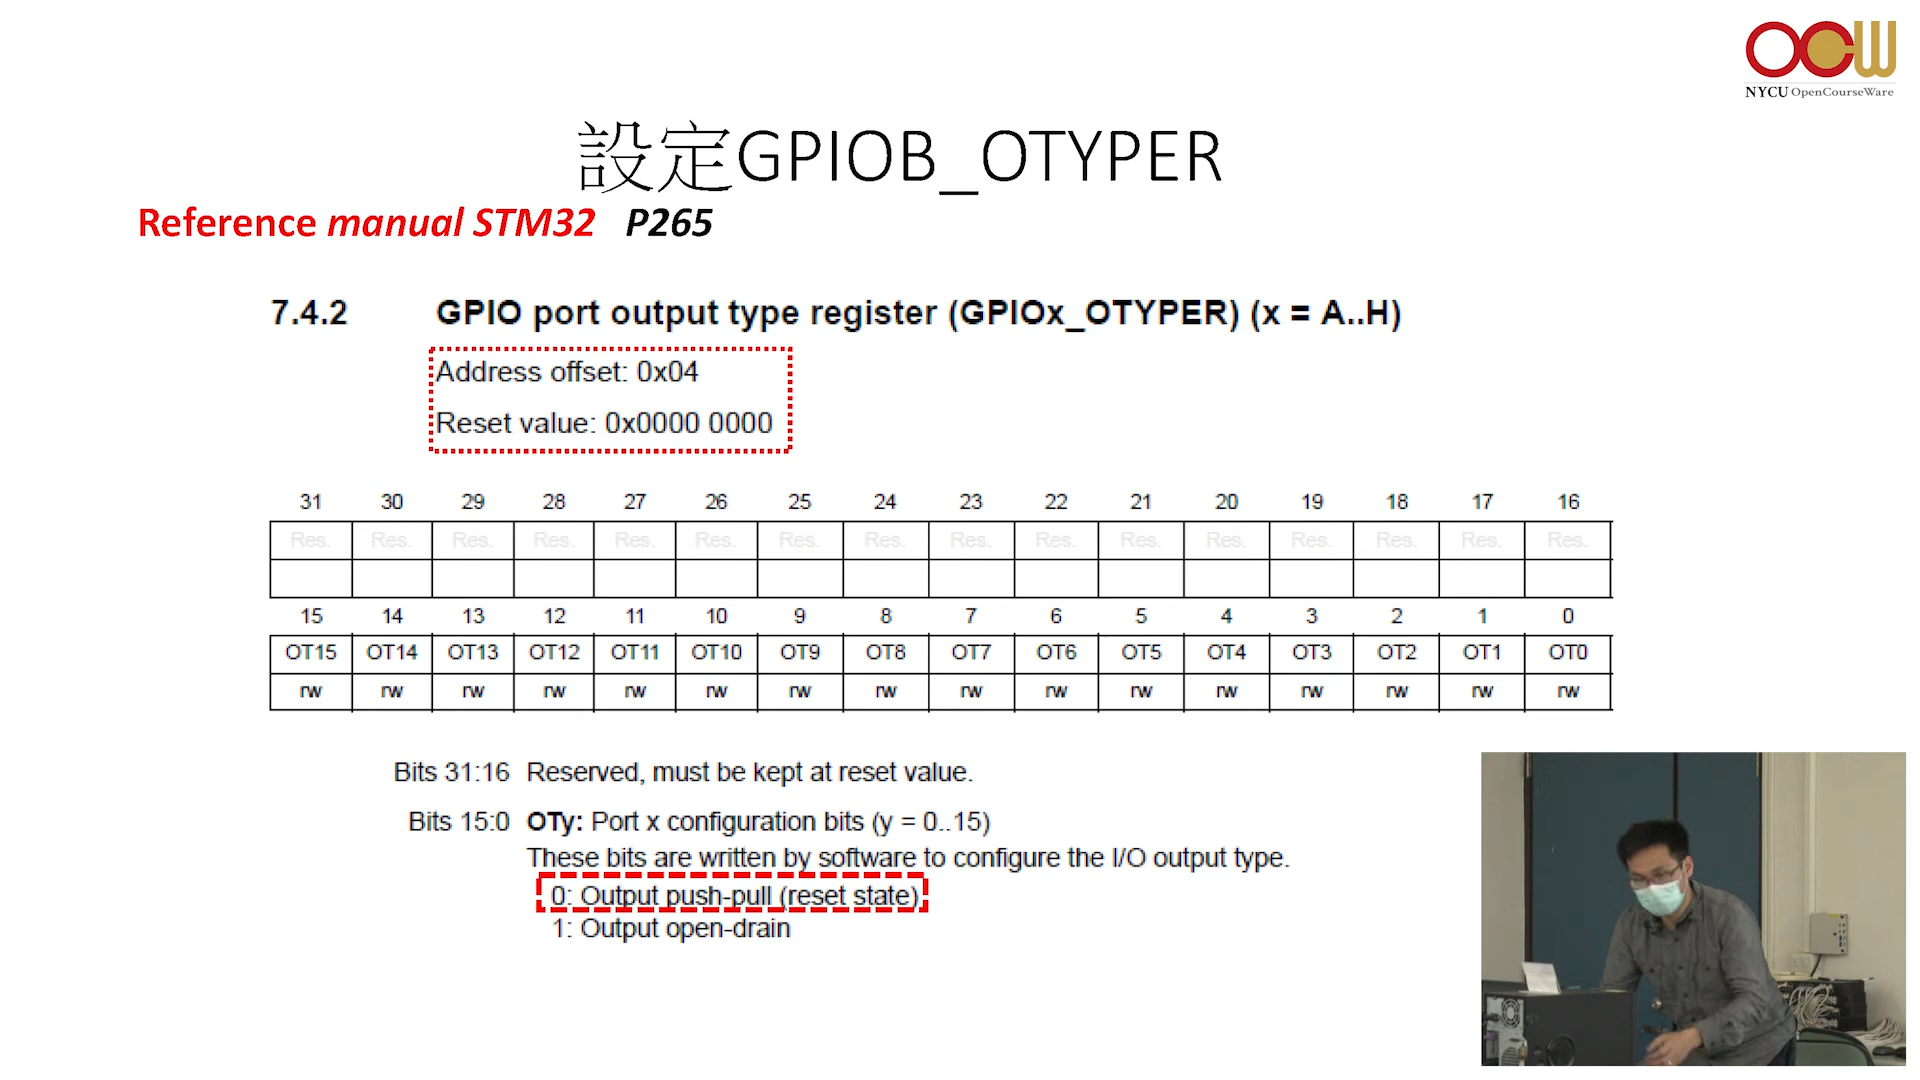 OCW
NYCU OpenCourseWare
設定GPIOB_OTYPER
Reference manual STM32 P265
7.4.2 GPIO port output type register (GPIOx_OTYPER) (x = A..H)
Address offset: 0x04
Reset value: 0x0000 0000
31 30 29 28 27 26 25 24 23 22 21 20 19 18 17 16
Res. Res. Res. Res. Res. Res. Res. Res. Res. Res. Res. Res. Res. Res. Res. Res.
15 14 13 12 11 10 9 8 7 6 5 4 3 2 1 0
OT15 OT14 OT13 OT12 OT11 OT10 OT9 OT8 OT7 OT6 OT5 OT4 OT3 OT2 OT1 OT0
rw rw rw rw rw rw rw rw rw rw rw rw rw rw rw rw
Bits 31:16 Reserved, must be kept at reset value.
Bits 15:0 OTy: Port x configuration bits (y = 0..15)
These bits are written by software to configure the I/O output type.
0: Output push-pull (reset state)
1: Output open-drain